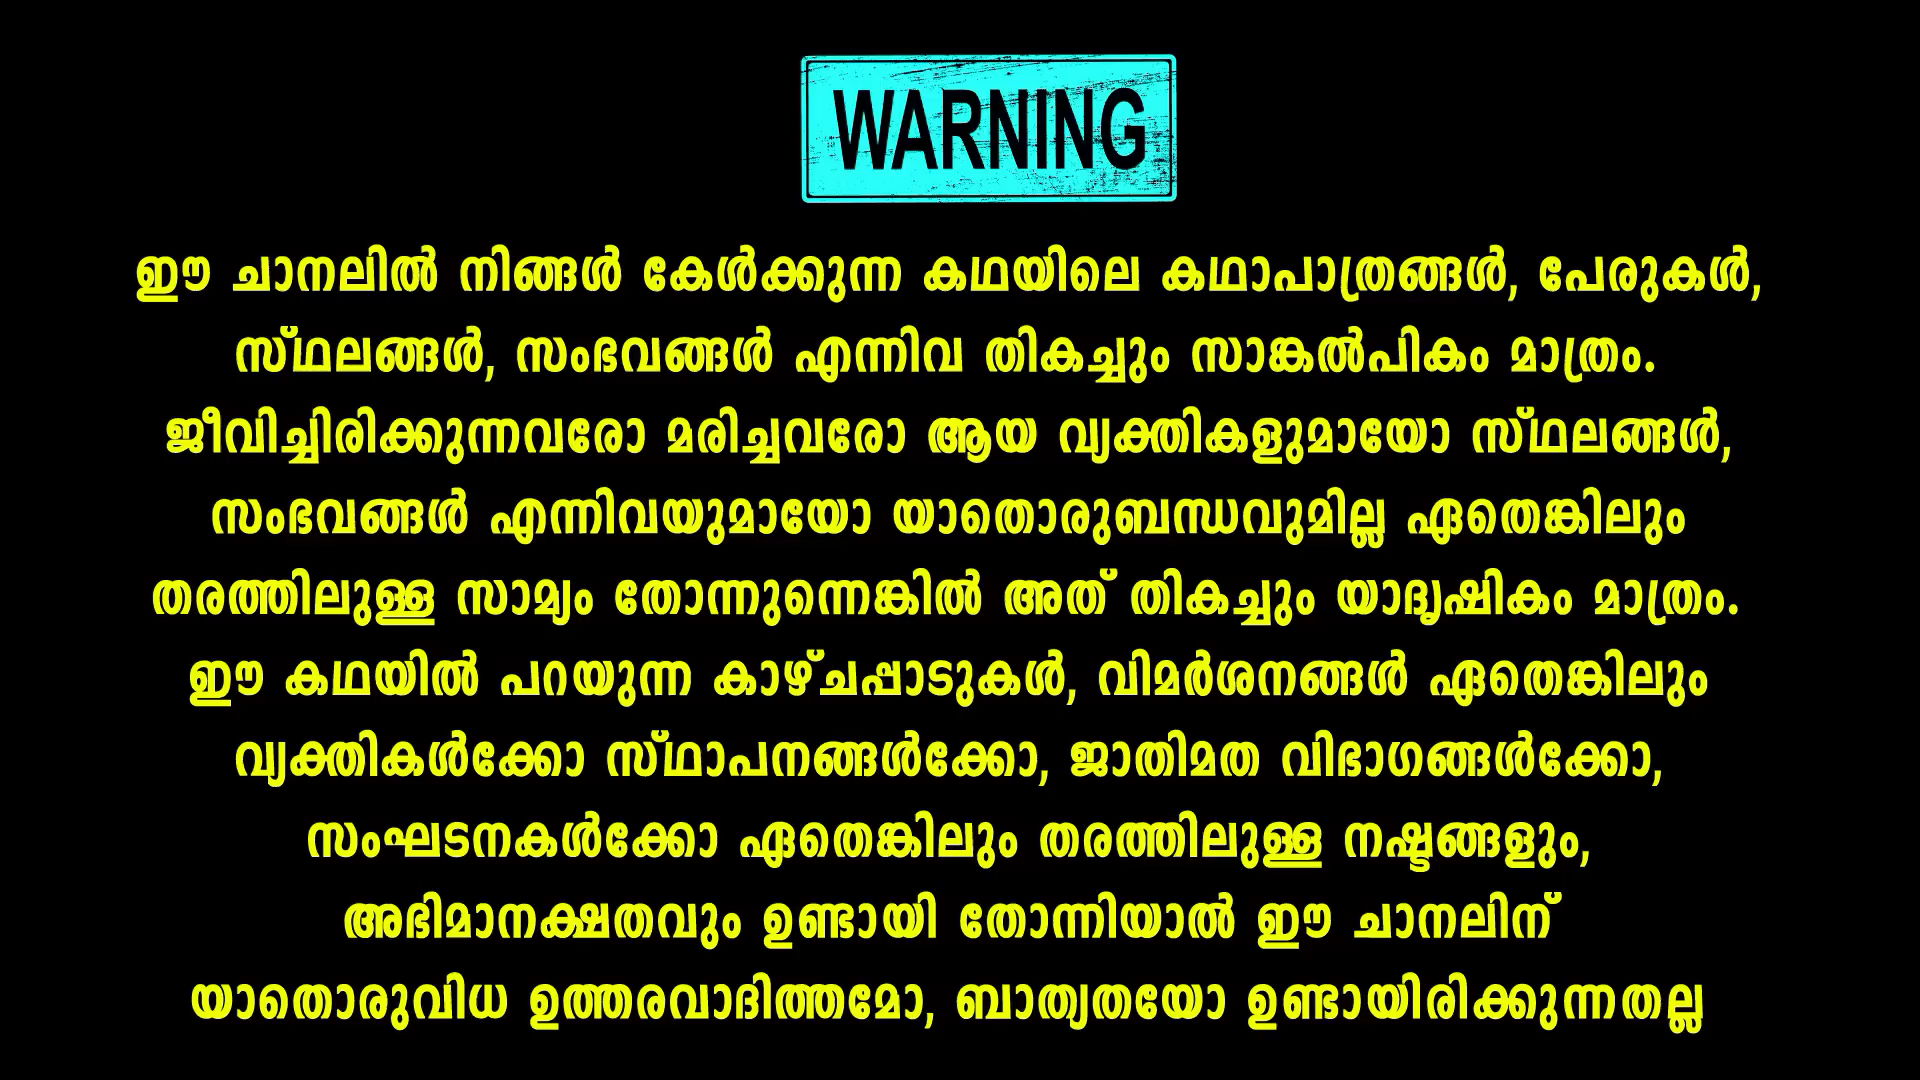 WARNING
ഈ ചാനലിൽ നിങ്ങൾ കേൾക്കുന്ന കഥയിലെ കഥാപാത്രങ്ങൾ, പേരുകൾ,
സ്ഥലങ്ങൾ, സംഭവങ്ങൾ എന്നിവ തികച്ചും സാങ്കൽപികം മാത്രം.
ജീവിച്ചിരിക്കുന്നവരോ മരിച്ചവരോ ആയ വ്യക്തികളുമായോ സ്ഥലങ്ങൾ,
സംഭവങ്ങൾ എന്നിവയുമായോ യാതൊരുബന്ധവുമില്ല ഏതെങ്കിലും
തരത്തിലുള്ള സാമ്യം തോന്നുന്നെങ്കിൽ അത് തികച്ചും യാദൃഷികം മാത്രം.
ഈ കഥയിൽ പറയുന്ന കാഴ്ചപ്പാടുകൾ, വിമർശനങ്ങൾ ഏതെങ്കിലും
വ്യക്തികൾക്കോ സ്ഥാപനങ്ങൾക്കോ, ജാതിമത വിഭാഗങ്ങൾക്കോ,
സംഘടനകൾക്കോ ഏതെങ്കിലും തരത്തിലുള്ള നഷ്ടങ്ങളും,
അഭിമാനക്ഷതവും ഉണ്ടായി തോന്നിയാൽ ഈ ചാനലിന്
യാതൊരുവിധ ഉത്തരവാദിത്തമോ, ബാത്യതയോ ഉണ്ടായിരിക്കുന്നതല്ല